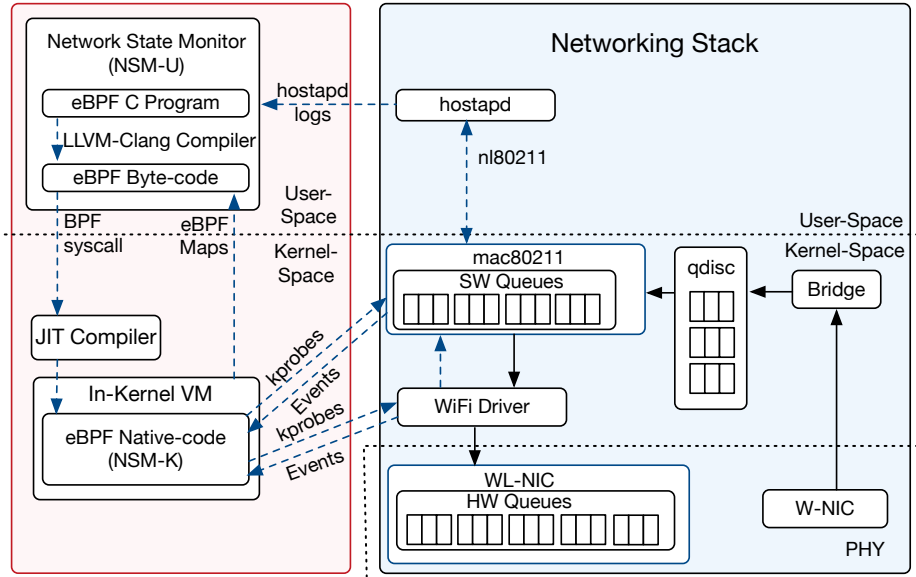 Network State Monitor
(NSM-U)
eBPF C Program
LLVM-Clang Compiler
eBPF Byte-code
User-
Space
BPF
syscall
eBPF
Maps
Kernel-
Space
JIT Compiler
In-Kernel VM
eBPF Native-code
(NSM-K)
hostapd
logs
kprobes
Events
kprobes
Events
Networking Stack
hostapd
nl80211
User-Space
Kernel-Space
mac80211
SW Queues
qdisc
Bridge
WiFi Driver
WL-NIC
HW Queues
W-NIC
PHY